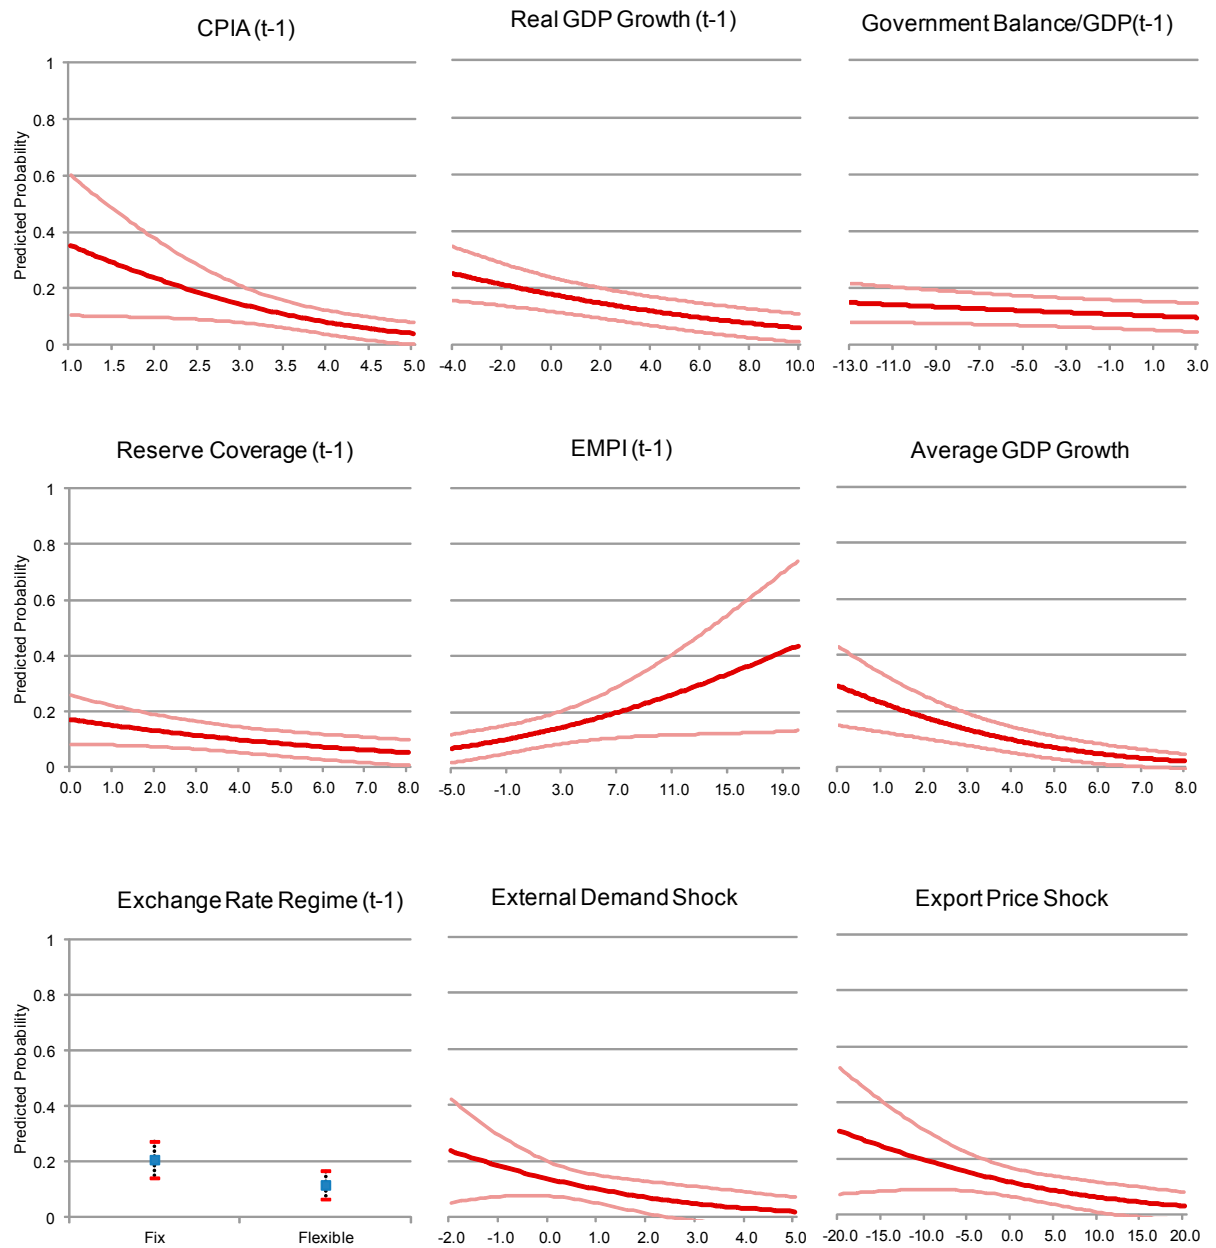 CPIA (t-1)
Real GDP Growth (t-1)
Government Balance/GDP(t-1)
Predicted Probability
1
0.8
0.6
0.4
0.2
0
1.0 1.5 2.0 2.5 3.0 3.5 4.0 4.5 5.0
-4.0 -2.0 0.0 2.0 4.0 6.0 8.0 10.0
-13.0 -11.0 -9.0 -7.0 -5.0 -3.0 -1.0 1.0 3.0
Reserve Coverage (t-1)
EMPI (t-1)
Average GDP Growth
Predicted Probability
1
0.8
0.6
0.4
0.2
0
0.0 1.0 2.0 3.0 4.0 5.0 6.0 7.0 8.0
-5.0 -1.0 3.0 7.0 11.0 15.0 19.0
0.0 1.0 2.0 3.0 4.0 5.0 6.0 7.0 8.0
Exchange Rate Regime (t-1)
External Demand Shock
Export Price Shock
Predicted Probability
1
0.8
0.6
0.4
0.2
0
Fix Flexible
-2.0 -1.0 0.0 1.0 2.0 3.0 4.0 5.0
-20.0 -15.0 -10.0 -5.0 0.0 5.0 10.0 15.0 20.0